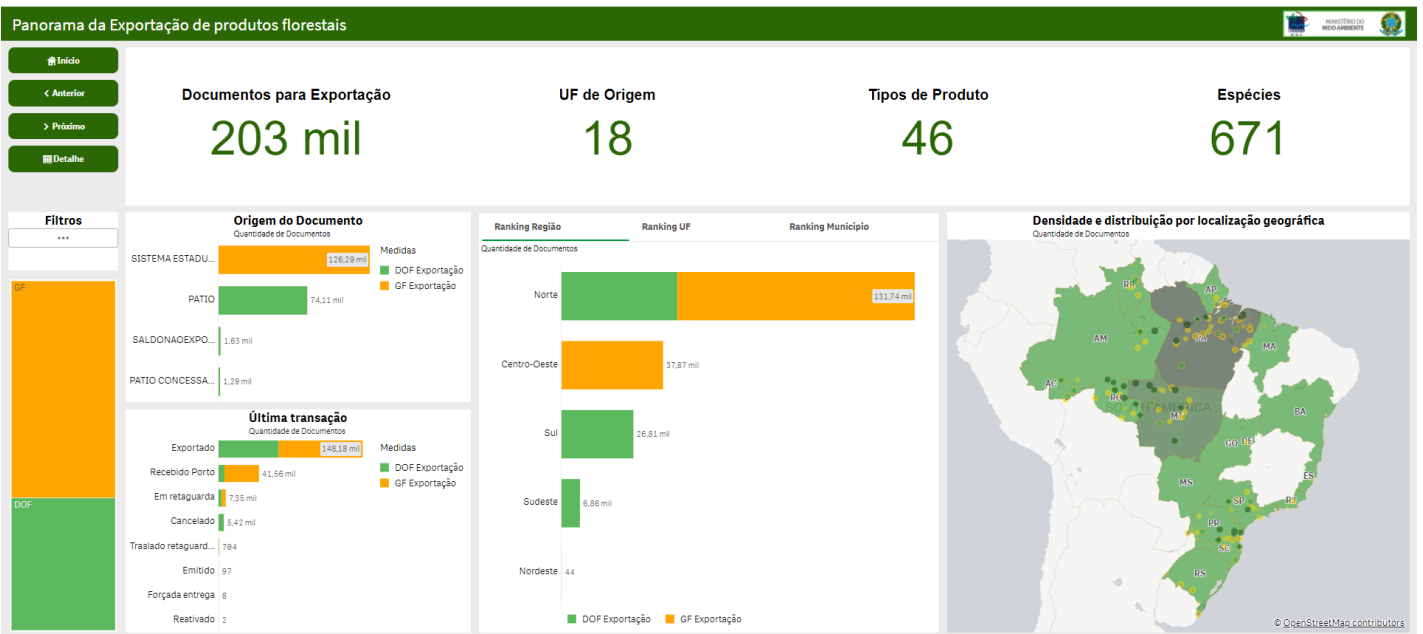 Panorama da Exportação de produtos florestais
MINISTÉRIO DO
MEIO AMBIENTE
Início
< Anterior
> Próximo
Detalhe
Documentos para Exportação
203 mil
UF de Origem
18
Tipos de Produto
46
Espécies
671
Filtros
...
GF
DOF
Origem do Documento
Quantidade de Documentos
SISTEMA ESTADU...
126,29 mil
PATIO
74,11 mil
SALDONAOEXPO...
1,63 mil
PATIO CONCESSA...
1,29 mil
Medidas
DOF Exportação
GF Exportação
Última transação
Quantidade de Documentos
Exportado
148,18 mil
Recebido Porto
41,56 mil
Em retaguarda
7,35 mil
Cancelado
5,42 mil
Traslado retaguard...
704
Emitido
97
Forçada entrega
8
Reativado
2
Medidas
DOF Exportação
GF Exportação
Ranking Região
Ranking UF
Ranking Município
Quantidade de Documentos
Norte
131,74 mil
Centro-Oeste
37,87 mil
Sul
26,81 mil
Sudeste
6,86 mil
Nordeste
44
DOF Exportação
GF Exportação
Densidade e distribuição por localização geográfica
Quantidade de Documentos
RR
AP
AM
PA
MA
AC
RO
SOUTH AMERICA
MT
BA
GO
DF
MS
ES
SP
RJ
PR
SC
RS
© OpenStreetMap contributors